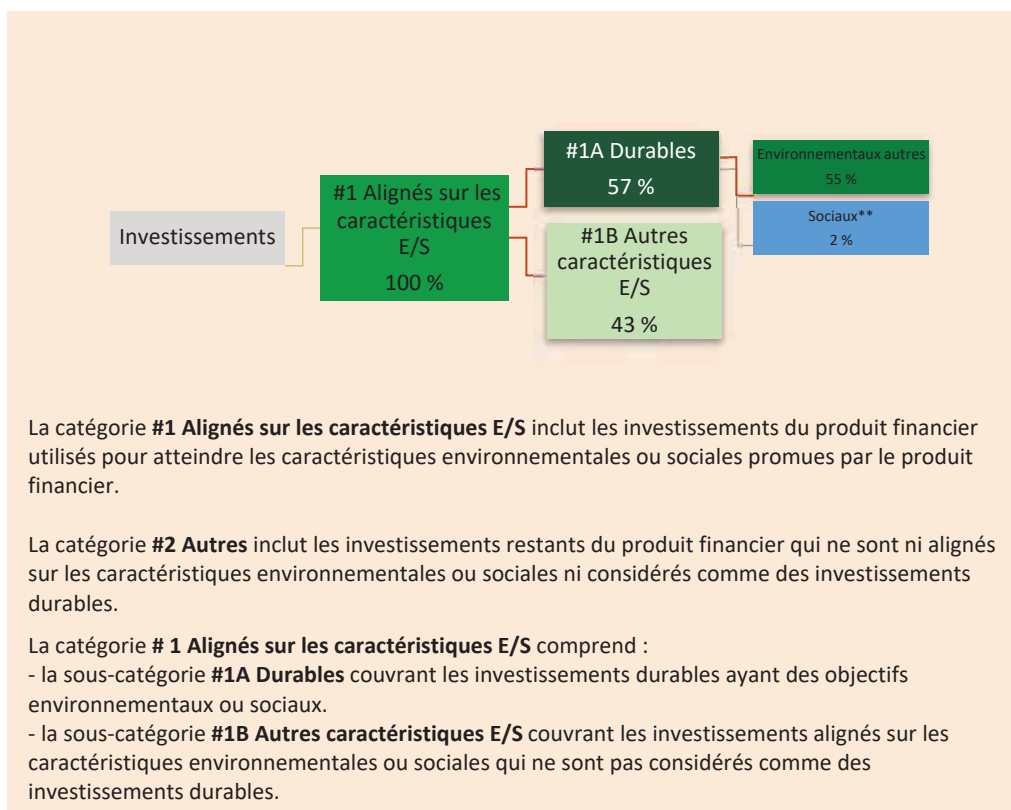 Investissements
#1 Alignés sur les
caractéristiques
E/S
100 %
#1A Durables
57 %
#1B Autres
caractéristiques
E/S
43 %
Environnementaux autres
55 %
Sociaux**
2 %
La catégorie #1 Alignés sur les caractéristiques E/S inclut les investissements du produit financier
utilisés pour atteindre les caractéristiques environnementales ou sociales promues par le produit
financier.
La catégorie #2 Autres inclut les investissements restants du produit financier qui ne sont ni alignés
sur les caractéristiques environnementales ou sociales ni considérés comme des investissements
durables.
La catégorie # 1 Alignés sur les caractéristiques E/S comprend :
- la sous-catégorie #1A Durables couvrant les investissements durables ayant des objectifs
environnementaux ou sociaux.
- la sous-catégorie #1B Autres caractéristiques E/S couvrant les investissements alignés sur les
caractéristiques environnementales ou sociales qui ne sont pas considérés comme des
investissements durables.